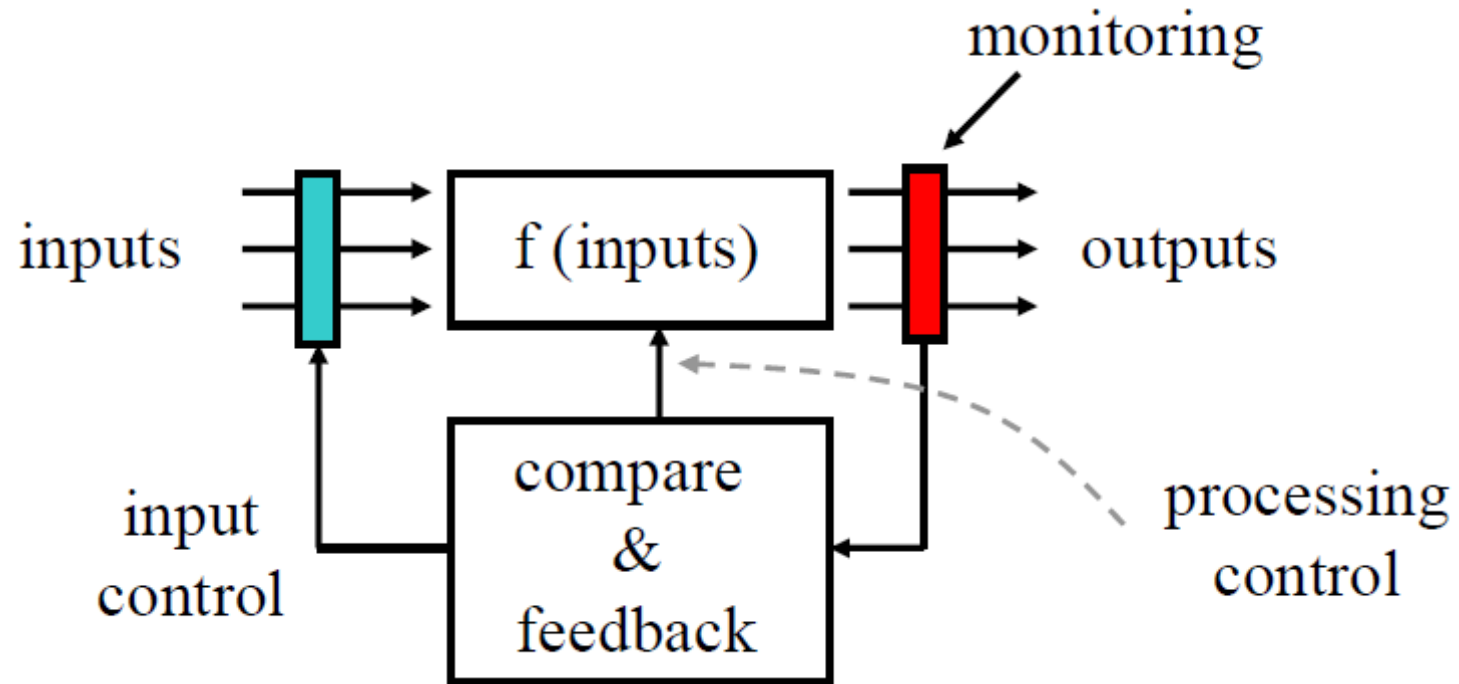 monitoring
inputs
f (inputs)
outputs
input
control
compare
&
feedback
processing
control